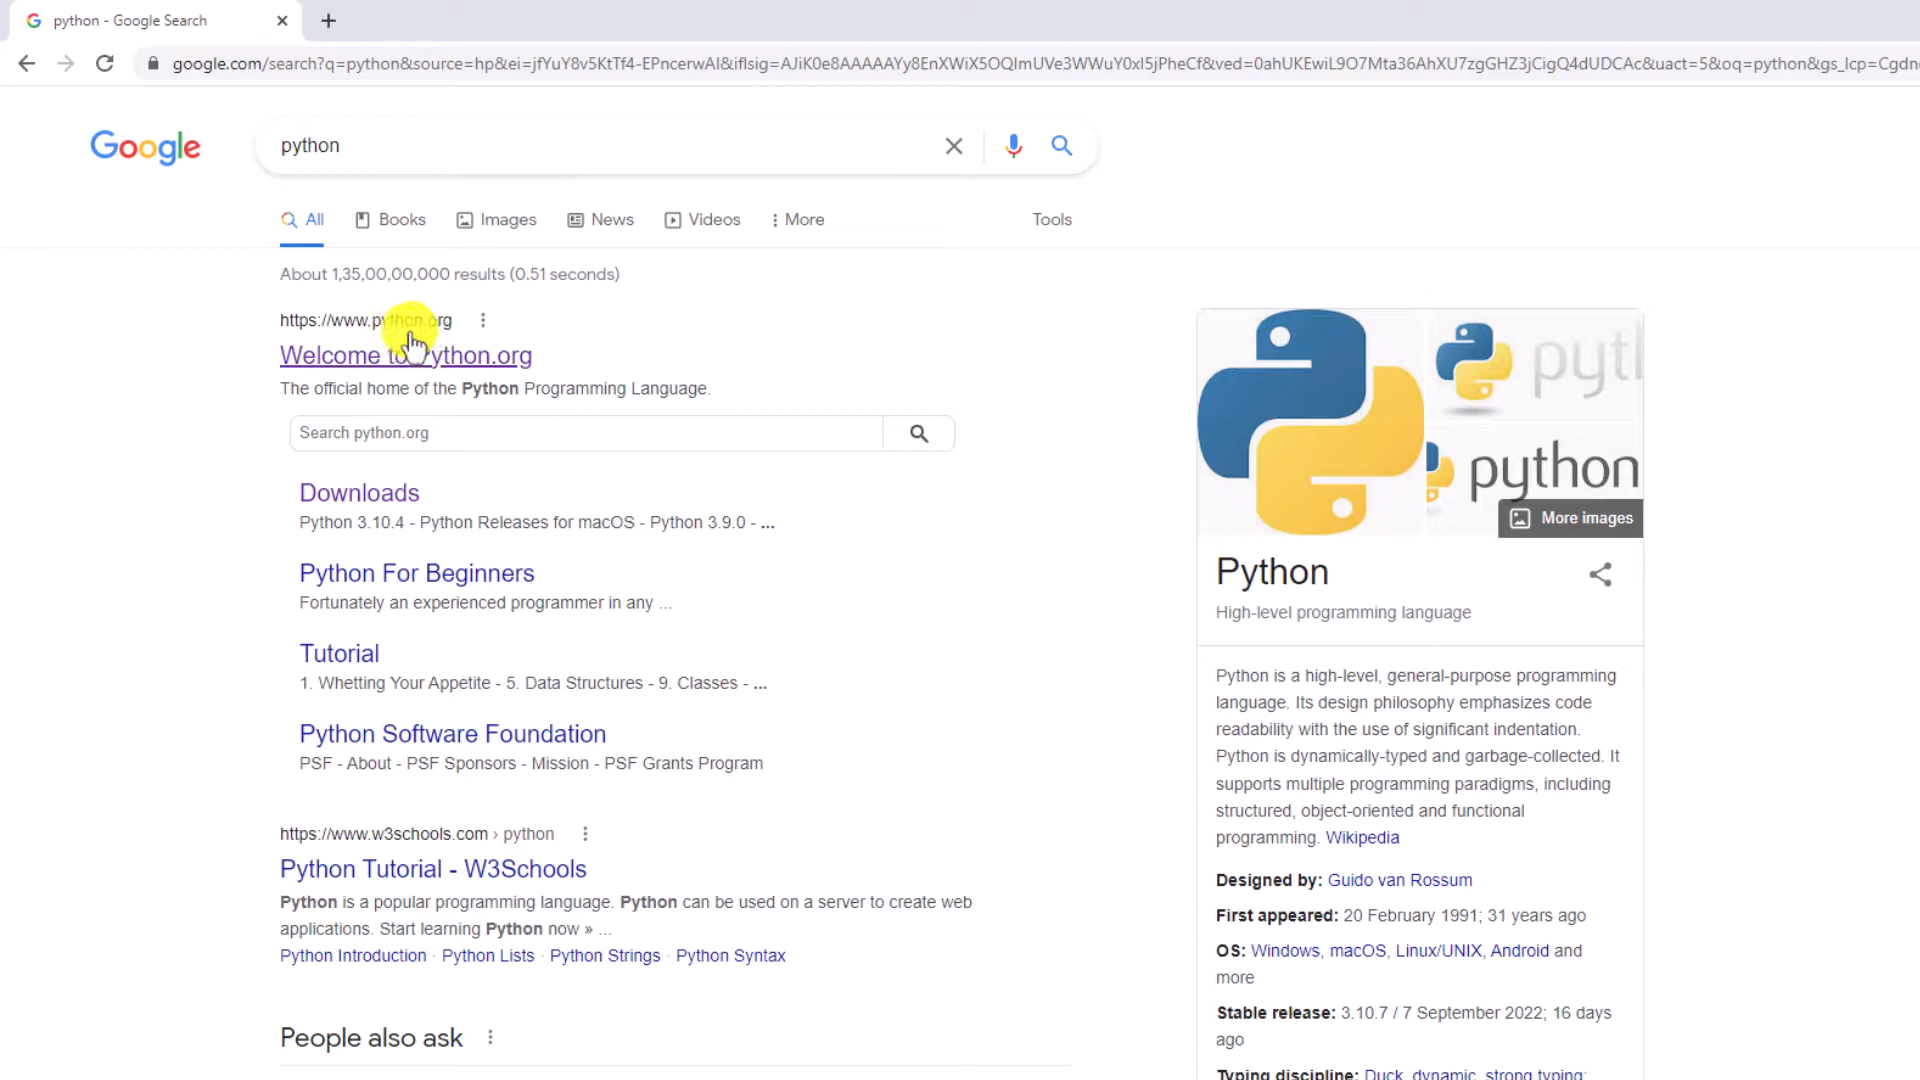 python - Google Search
google.com/search?q=python&source=hp&ei=jfYuY8v5KtTf4-EPncerwAI&iflsig=AJiK0e8AAAAAYy8EnXWiX5OQImUVe3WWuY0xI5jPheCf&ved=0ahUKEwiL9O7Mta36AhXU7zgGHZ3jCigQ4dUDCAc&uact=5&oq=python&gs_lcp=Cgdn
Google
python
All Books Images News Videos More Tools
About 1,35,00,00,000 results (0.51 seconds)
https://www.python.org
Welcome to Python.org
The official home of the Python Programming Language.
Search python.org
Downloads
Python 3.10.4 - Python Releases for macOS - Python 3.9.0 - ...
Python For Beginners
Fortunately an experienced programmer in any ...
Tutorial
1. Whetting Your Appetite - 5. Data Structures - 9. Classes - ...
Python Software Foundation
PSF - About - PSF Sponsors - Mission - PSF Grants Program
https://www.w3schools.com › python
Python Tutorial - W3Schools
Python is a popular programming language. Python can be used on a server to create web
applications. Start learning Python now » ...
Python Introduction · Python Lists · Python Strings · Python Syntax
People also ask
pytl
python
More images
Python
High-level programming language
Python is a high-level, general-purpose programming
language. Its design philosophy emphasizes code
readability with the use of significant indentation.
Python is dynamically-typed and garbage-collected. It
supports multiple programming paradigms, including
structured, object-oriented and functional
programming. Wikipedia
Designed by: Guido van Rossum
First appeared: 20 February 1991; 31 years ago
OS: Windows, macOS, Linux/UNIX, Android and
more
Stable release: 3.10.7 / 7 September 2022; 16 days
ago
Typing discipline: Duck, dynamic, strong typing;